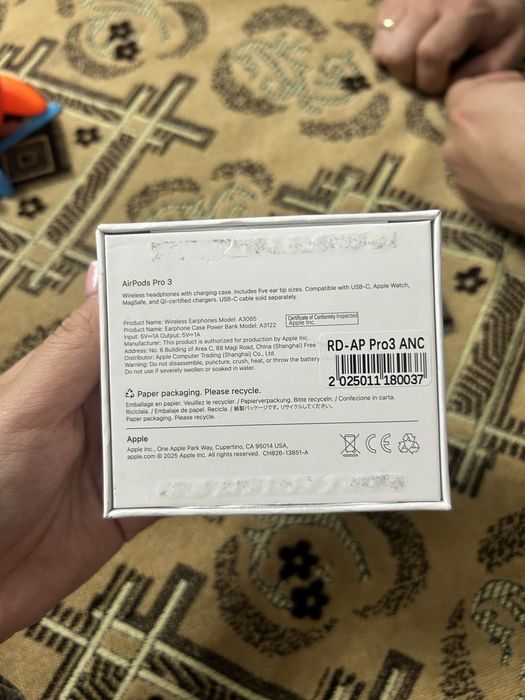 AirPods Pro 3
Wireless headphones with charging case. Includes five ear tip sizes. Compatible with USB-C, Apple Watch,
MagSafe, and Qi-certified chargers. USB-C cable sold separately.
Product Name: Wireless Earphones Model: A3065
Product Name: Earphone Case Power Bank Model: A3122
Input: 5V⎓1A Output: 5V⎓1A
Certificate of Conformity Inspected
Apple Inc.
Manufacturer: This product is authorized for production by Apple Inc.
Address: No. 6 Building of Area C, 88 Magi Road, China (Shanghai) Free
Distributor: Apple Computer Trading (Shanghai) Co., Ltd.
Warning: Do not disassemble, puncture, crush, heat, or throw the battery
Do not use if severely swollen or soaked in water.
RD-AP Pro3 ANC
2 025011 180037
Paper packaging. Please recycle.
Emballage en papier. Veuillez le recycler. / Papierverpackung. Bitte recyceln. / Confezione in carta.
Riciclala. / Embalaje de papel. Recicla. / 紙製パッケージです。リサイクルしてください。
Paper packaging. Please recycle.
Apple
Apple Inc., One Apple Park Way, Cupertino, CA 95014 USA,
apple.com © 2025 Apple Inc. All rights reserved. CH826-13851-A
CE